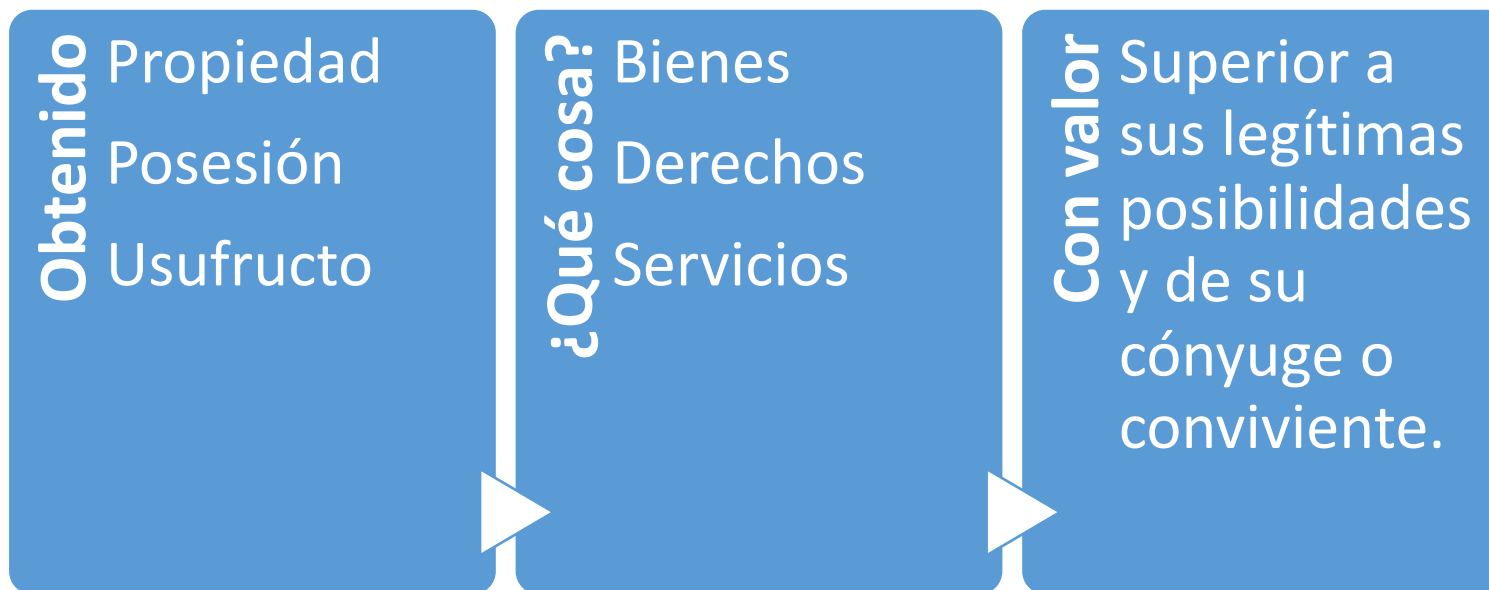 Obtenido
Propiedad
Posesión
Usufructo
¿Qué cosa?
Bienes
Derechos
Servicios
Con valor
Superior a
sus legítimas
posibilidades
y de su
cónyuge o
conviviente.